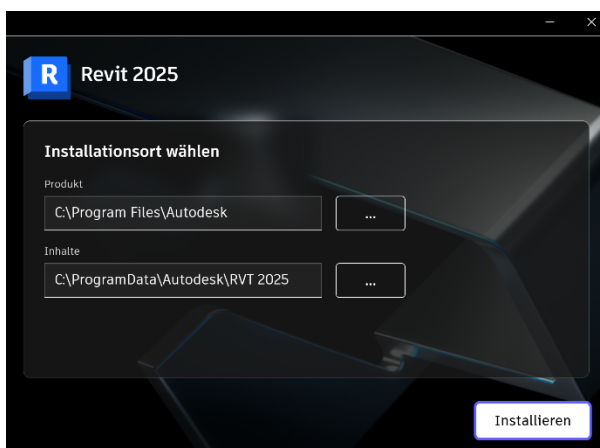 R Revit 2025
Installationsort wählen
Produkt
C:\Program Files\Autodesk ...
Inhalte
C:\ProgramData\Autodesk\RVT 2025 ...
Installieren